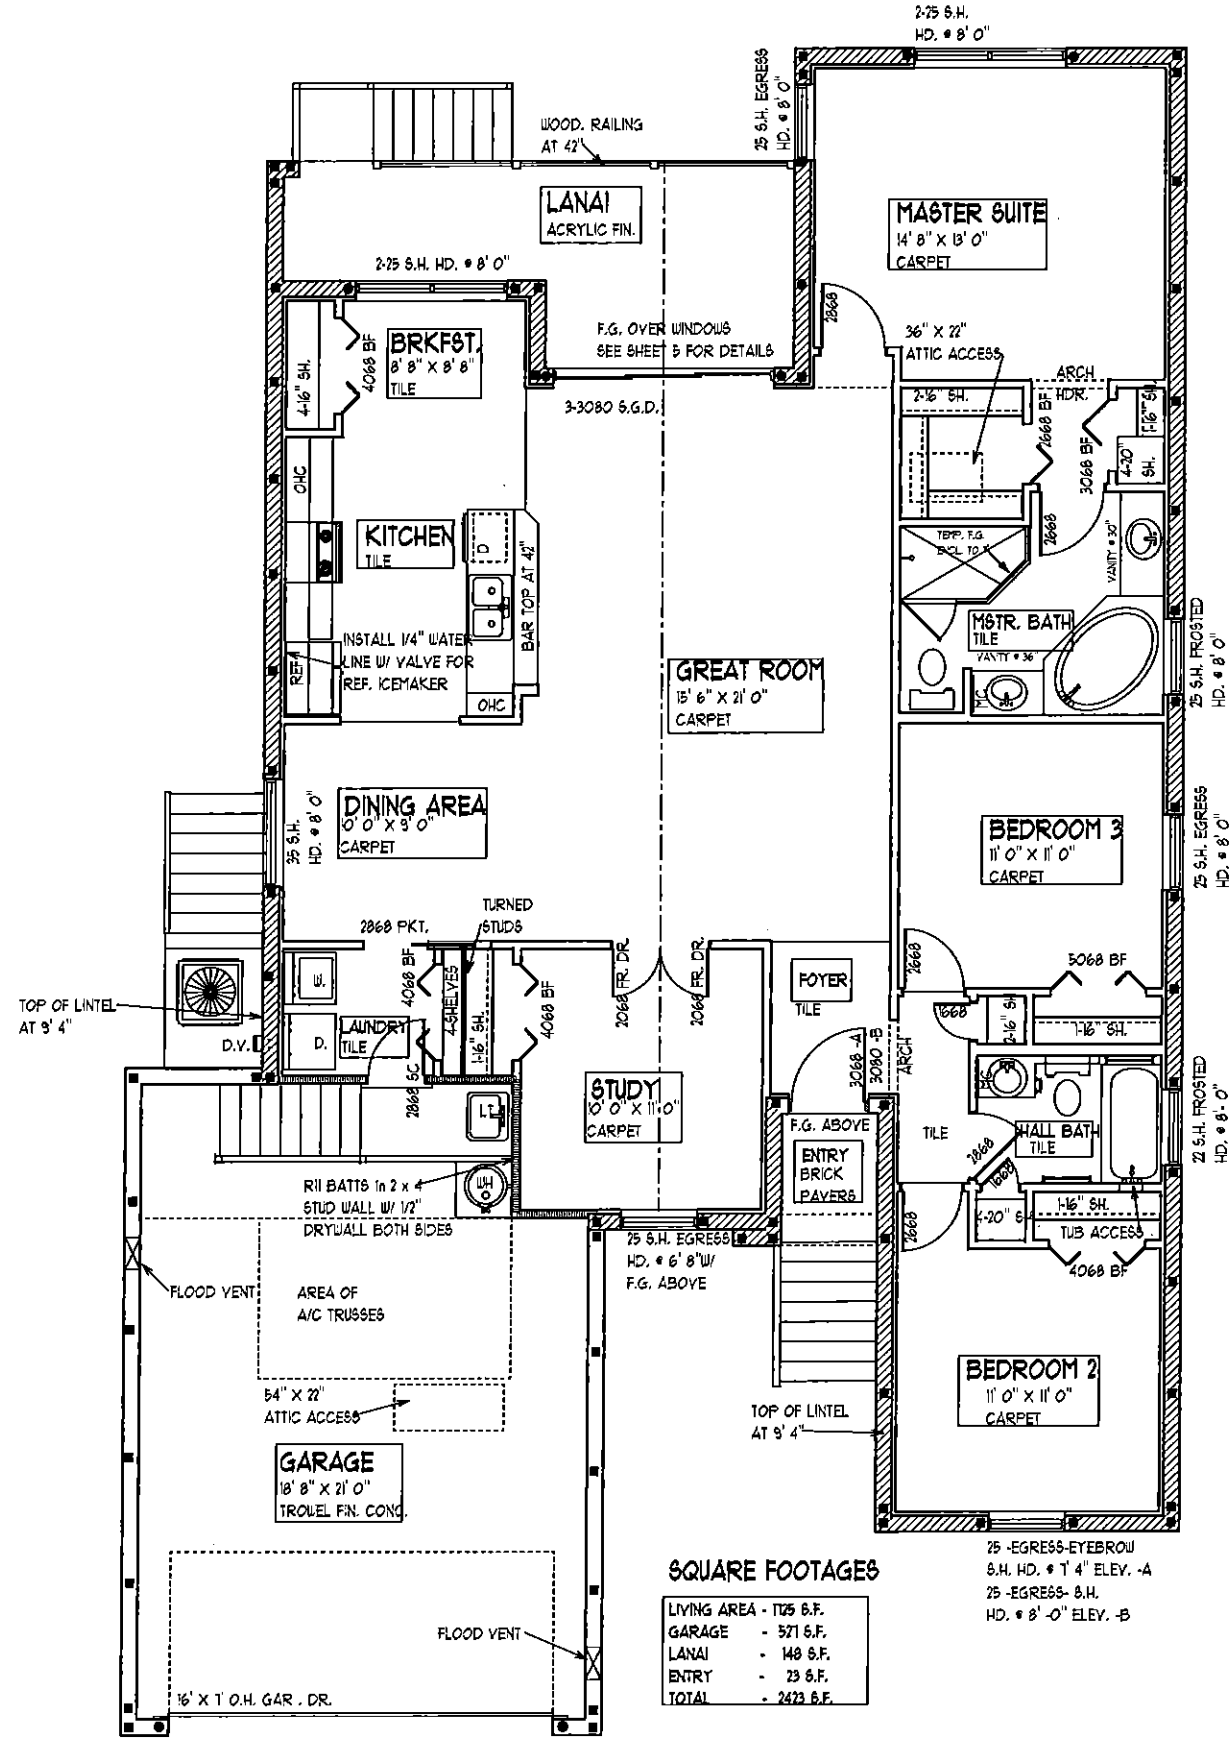 2-25 S.H.
HD. @ 8' 0"
25 S.H. EGRESS
HD. @ 8' 0"
WOOD. RAILING
AT 42"
LANAI
ACRYLIC FIN.
MASTER SUITE
14' 8" X 13' 0"
CARPET
2-25 S.H. HD. @ 8' 0"
2868
F.G. OVER WINDOWS
SEE SHEET 5 FOR DETAILS
36" X 22"
ATTIC ACCESS
BRKFST.
8' 8" X 8' 8"
TILE
4068 BF
4-16" SH.
3-3080 S.G.D.
ARCH
HDR.
2-16" SH.
2668 BF
3068 BF
1-16" SH.
4-20"
SH.
OHC
KITCHEN
TILE
D
BAR TOP AT 42"
2668
TEMP. F.G.
VANITY @ 30"
INSTALL 1/4" WATER
LINE W/ VALVE FOR
REF. ICEMAKER
REF.
OHC
MSTR. BATH
TILE
VANITY @ 36"
MC
25 S.H. FROSTED
HD. @ 8' 0"
GREAT ROOM
15' 6" X 21' 0"
CARPET
DINING AREA
10' 0" X 9' 0"
CARPET
35 S.H.
HD. @ 8' 0"
BEDROOM 3
11' 0" X 11' 0"
CARPET
25 S.H. EGRESS
HD. @ 8' 0"
2868 PKT.
TURNED
STUDS
W.
4068 BF
4-SHELVES
1-16" SH.
4068 BF
2068 FR. DR.
2068 FR. DR.
FOYER
TILE
2668
5068 BF
1668
2-16" SH
1-16" SH.
TOP OF LINTEL
AT 9' 4"
D.V.
D.
LAUNDRY
TILE
2868 SC
3068 -A
3080 -B
ARCH
STUDY
10' 0" X 11' 0"
CARPET
L.T.
F.G. ABOVE
ENTRY
BRICK
PAVERS
TILE
MC
HALL BATH
TILE
2868
1668
22 S.H. FROSTED
HD. @ 8' 0"
R11 BATTS in 2 x 4
STUD WALL W/ 1/2"
DRYWALL BOTH SIDES
WH
25 S.H. EGRESS
HD. @ 6' 8" W/
F.G. ABOVE
2668
4-20" SH
1-16" SH.
TUB ACCESS
4068 BF
FLOOD VENT
AREA OF
A/C TRUSSES
54" X 22"
ATTIC ACCESS
BEDROOM 2
11' 0" X 11' 0"
CARPET
TOP OF LINTEL
AT 9' 4"
GARAGE
18' 8" X 21' 0"
TROWEL FIN. CONC.
25 -EGRESS-EYEBROW
S.H. HD. @ 7' 4" ELEV. -A
25 -EGRESS- S.H.
HD. @ 8' -0" ELEV. -B
SQUARE FOOTAGES
LIVING AREA - 1725 S.F.
GARAGE - 527 S.F.
LANAI - 148 S.F.
ENTRY - 23 S.F.
TOTAL - 2423 S.F.
FLOOD VENT
16' X 7' O.H. GAR. DR.